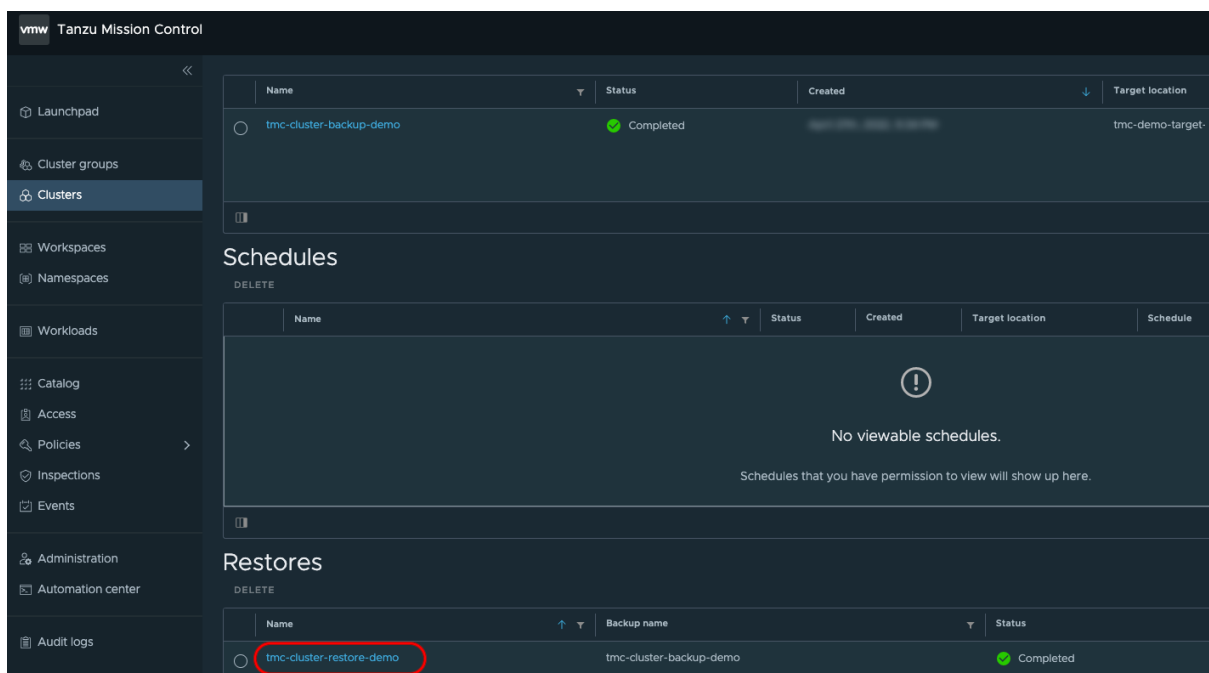 vmw Tanzu Mission Control
Launchpad
Cluster groups
Clusters
Workspaces
Namespaces
Workloads
Catalog
Access
Policies
Inspections
Events
Administration
Automation center
Audit logs
Name Status Created Target location
tmc-cluster-backup-demo Completed tmc-demo-target-
Schedules
DELETE
Name Status Created Target location Schedule
No viewable schedules.
Schedules that you have permission to view will show up here.
Restores
DELETE
Name Backup name Status
tmc-cluster-restore-demo tmc-cluster-backup-demo Completed